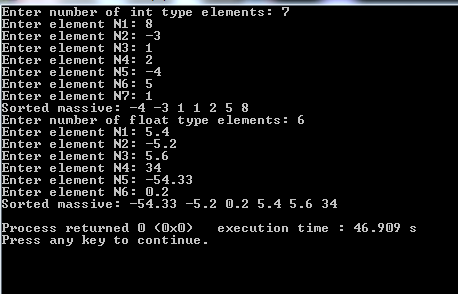 Enter number of int type elements: 7
Enter element N1: 8
Enter element N2: -3
Enter element N3: 1
Enter element N4: 2
Enter element N5: -4
Enter element N6: 5
Enter element N7: 1
Sorted massive: -4 -3 1 1 2 5 8
Enter number of float type elements: 6
Enter element N1: 5.4
Enter element N2: -5.2
Enter element N3: 5.6
Enter element N4: 34
Enter element N5: -54.33
Enter element N6: 0.2
Sorted massive: -54.33 -5.2 0.2 5.4 5.6 34
Process returned 0 (0x0)   execution time : 46.909 s
Press any key to continue.